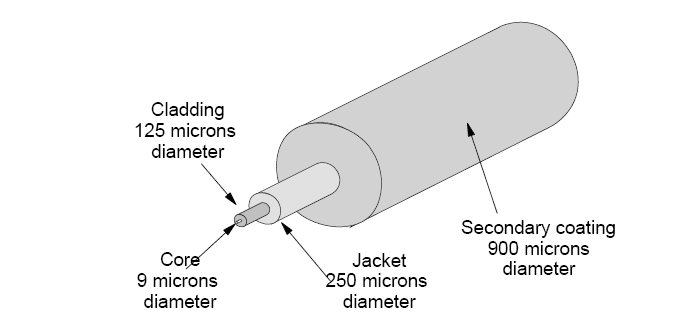 Cladding
125 microns
diameter
Core
9 microns
diameter
Jacket
250 microns
diameter
Secondary coating
900 microns
diameter